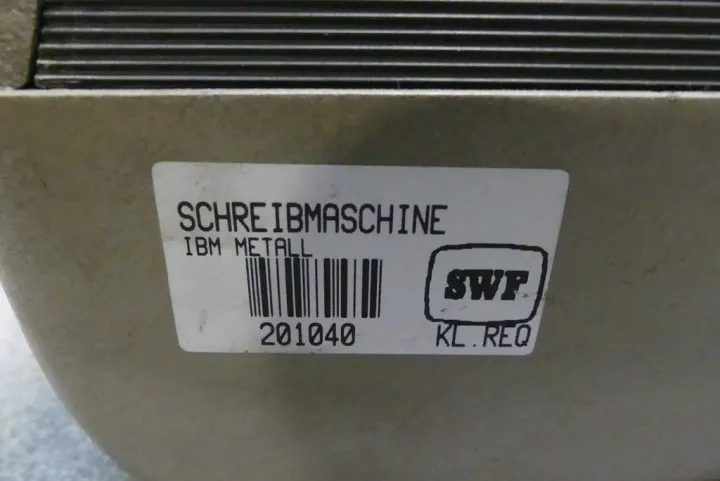 SCHREIBMASCHINE
IBM METALL
SWF
201040
KL.REQ